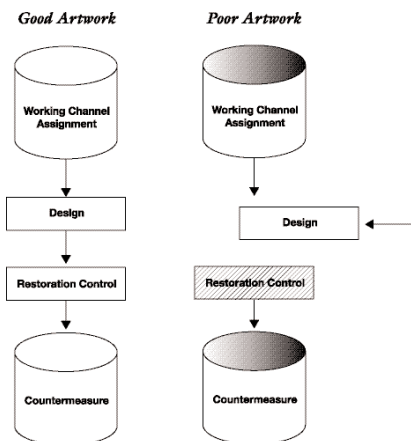 Good Artwork
Poor Artwork
Working Channel
Assignment
Working Channel
Assignment
Design
Design
Restoration Control
Restoration Control
Countermeasure
Countermeasure